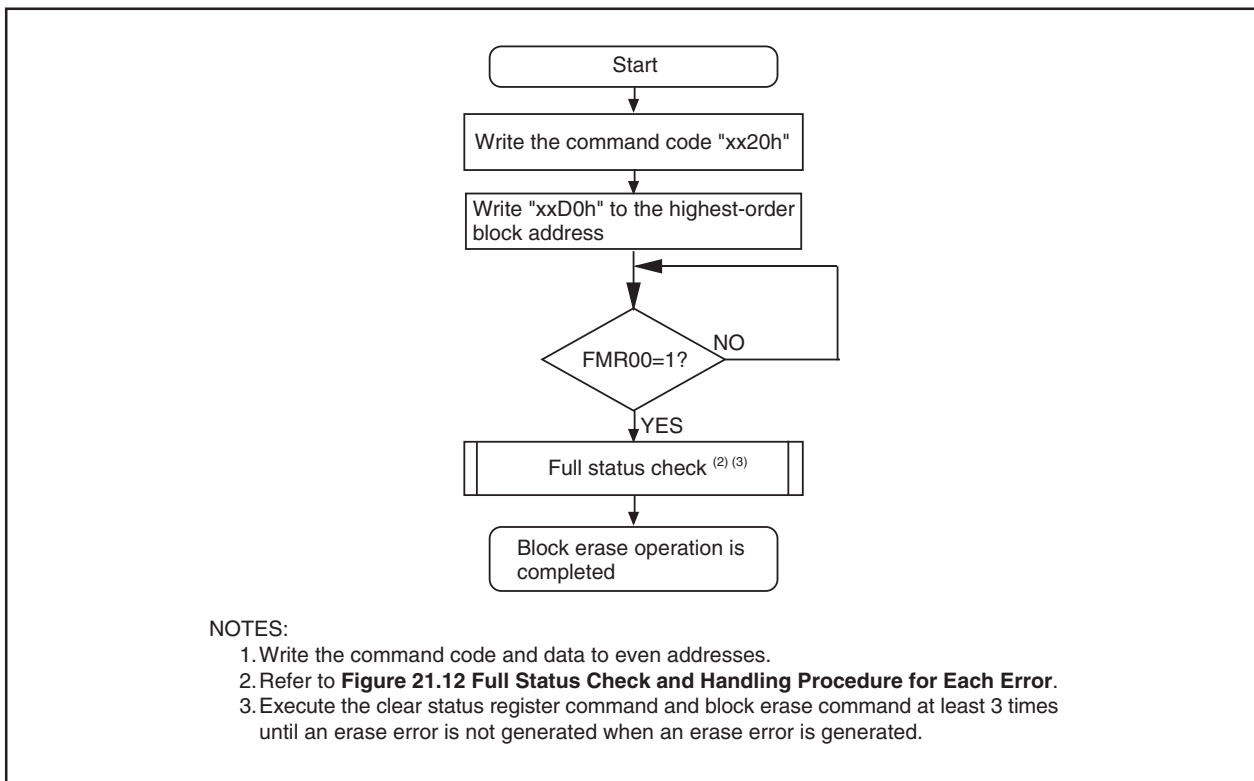 Start
Write the command code "xx20h"
Write "xxD0h" to the highest-order
block address
FMR00=1?
NO
YES
Full status check (2) (3)
Block erase operation is
completed
NOTES:
1. Write the command code and data to even addresses.
2. Refer to Figure 21.12 Full Status Check and Handling Procedure for Each Error.
3. Execute the clear status register command and block erase command at least 3 times
until an erase error is not generated when an erase error is generated.